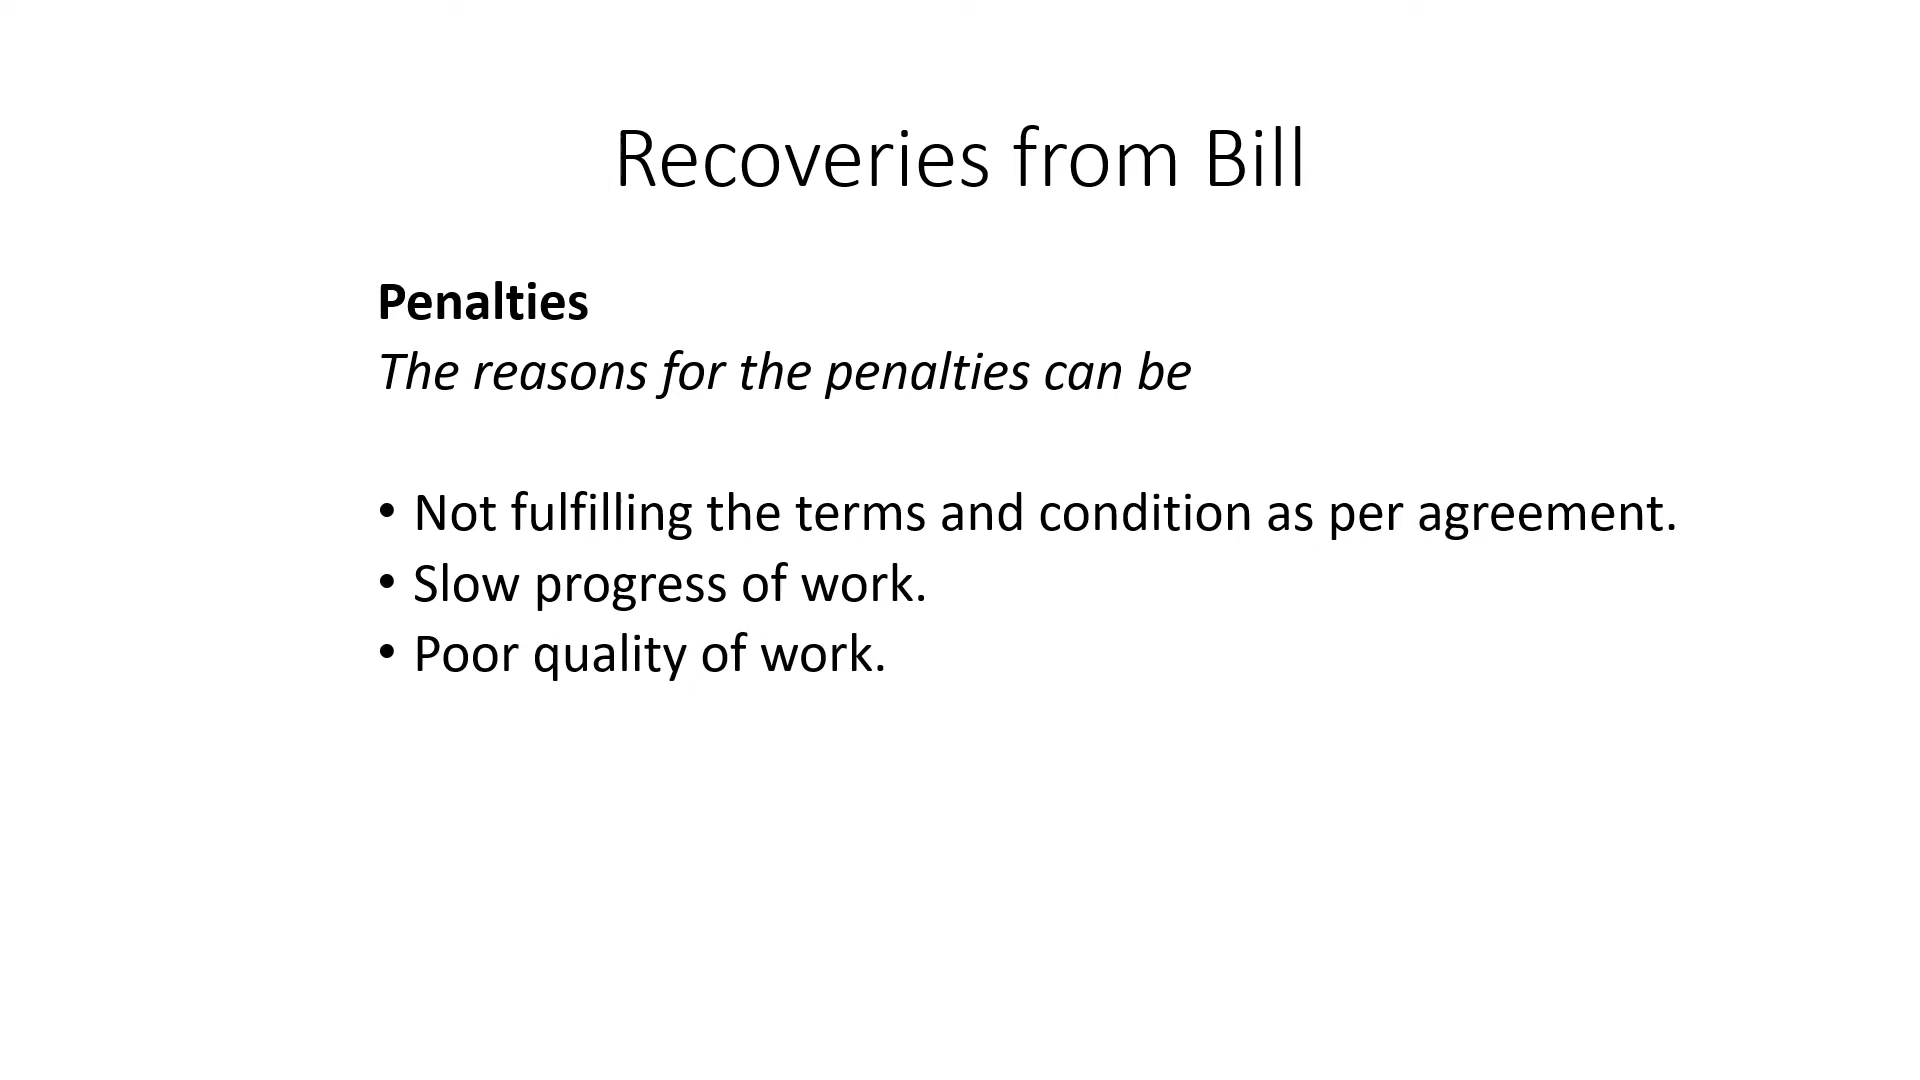 Recoveries from Bill
Penalties
The reasons for the penalties can be
• Not fulfilling the terms and condition as per agreement.
• Slow progress of work.
• Poor quality of work.